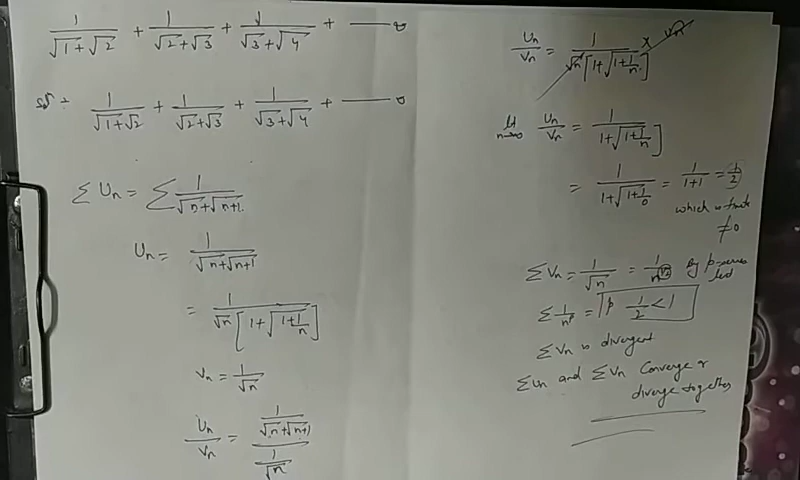 1/(√1+√2) + 1/(√2+√3) + 1/(√3+√4) + —— ∞
1/(√1+√2) + 1/(√2+√3) + 1/(√3+√4) + —— ∞
Σ Un = Σ 1/(√n+√n+1)
Un = 1/(√n+√n+1)
= 1/(√n[1+√(1+1/n)])
Vn = 1/√n
Un/Vn = (1/(√n+√n+1))/(1/√n)
Un/Vn = 1/(√n[1+√(1+1/n)]) × √n
lt n→∞ Un/Vn = 1/(1+√(1+1/n)]
= 1/(1+√(1+1/0)) = 1/(1+1) = 1/2
which is finite
≠0
ΣVn = 1/√n = 1/n^(1/2) By p-series
test
Σ 1/n^p = p 1/2 < 1
ΣVn is divergent
Σun and ΣVn Converge or
diverge together